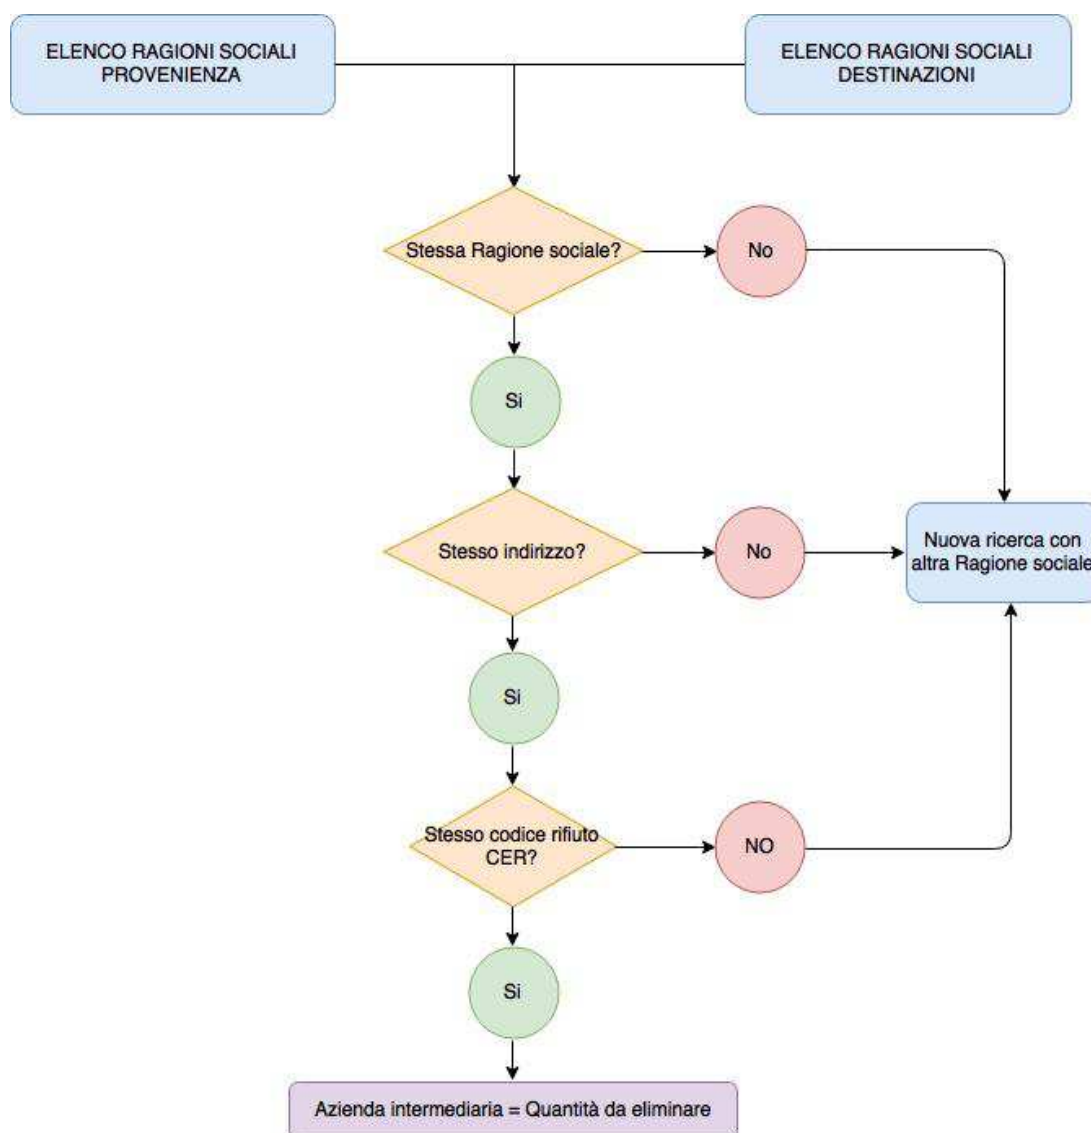 ELENCO RAGIONI SOCIALI
PROVENIENZA
ELENCO RAGIONI SOCIALI
DESTINAZIONI
Stessa Ragione sociale?
No
Si
Stesso indirizzo?
No
Nuova ricerca con
altra Ragione sociale
Si
Stesso codice rifiuto
CER?
NO
Si
Azienda intermediaria = Quantità da eliminare